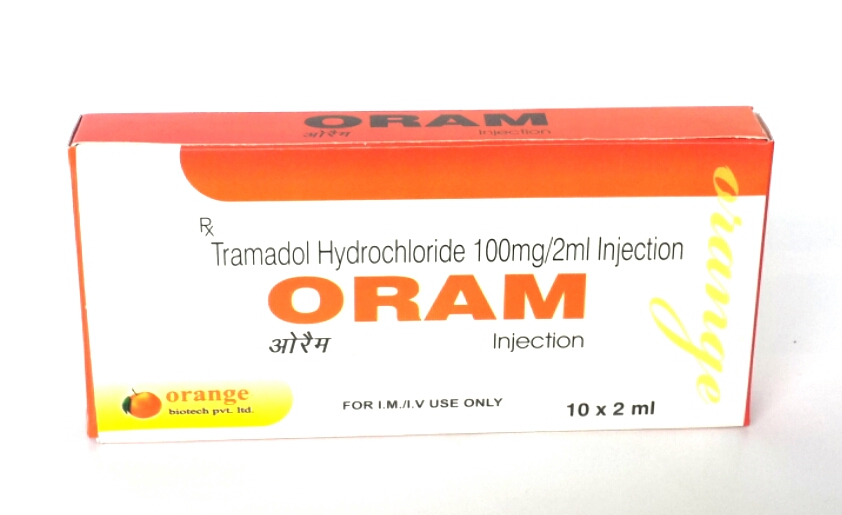 ORAM
ओरैम Injection
Rx
Tramadol Hydrochloride 100mg/2ml Injection
ORAM
ओरैम Injection
orange
biotech pvt. ltd.
FOR I.M./I.V USE ONLY
10 x 2 ml
orange